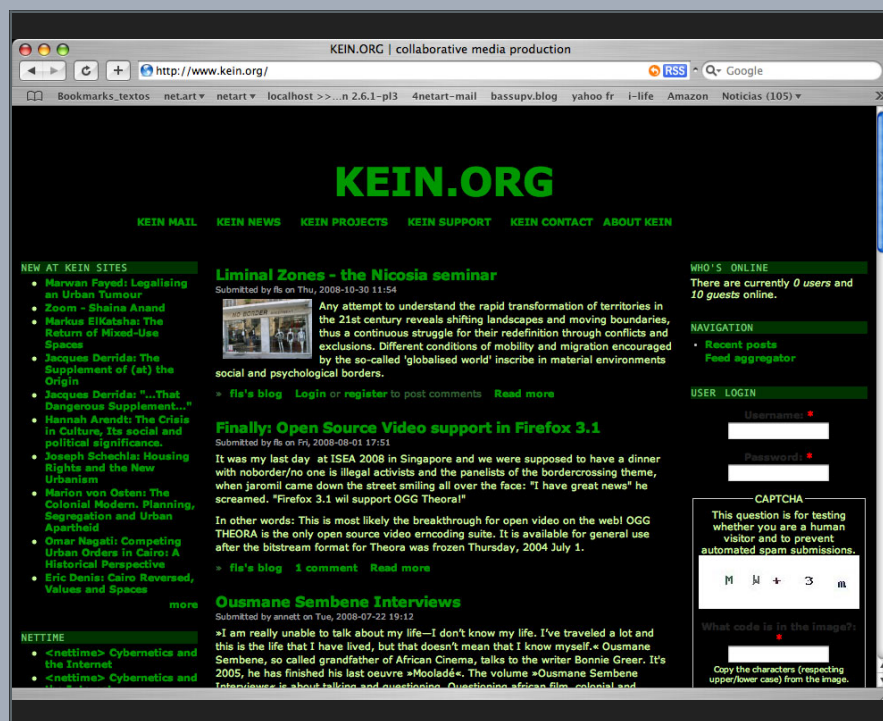 KEIN.ORG | collaborative media production
http://www.kein.org/
RSS
Google
Bookmarks_textos net.art netart localhost >>...n 2.6.1-pl3 4netart-mail bassupv.blog yahoo fr i-life Amazon Noticias (105)
KEIN.ORG
KEIN MAIL KEIN NEWS KEIN PROJECTS KEIN SUPPORT KEIN CONTACT ABOUT KEIN
NEW AT KEIN SITES
Marwan Fayed: Legalising
an Urban Tumour
Zoom - Shaina Anand
Markus ElKatsha: The
Return of Mixed-Use
Spaces
Jacques Derrida: The
Supplement of (at) the
Origin
Jacques Derrida: "...That
Dangerous Supplement..."
Hannah Arendt: The Crisis
in Culture, Its social and
political significance.
Joseph Schechla: Housing
Rights and the New
Urbanism
Marion von Osten: The
Colonial Modern. Planning,
Segregation and Urban
Apartheid
Omar Nagati: Competing
Urban Orders in Cairo: A
Historical Perspective
Eric Denis: Cairo Reversed,
Values and Spaces
more
NETTIME
<nettime> Cybernetics and
the Internet
<nettime> Cybernetics and
Liminal Zones - the Nicosia seminar
Submitted by fls on Thu, 2008-10-30 11:54
NO BORDER
Any attempt to understand the rapid transformation of territories in
the 21st century reveals shifting landscapes and moving boundaries,
thus a continuous struggle for their redefinition through conflicts and
exclusions. Different conditions of mobility and migration encouraged
by the so-called 'globalised world' inscribe in material environments
social and psychological borders.
» fls's blog Login or register to post comments Read more
Finally: Open Source Video support in Firefox 3.1
Submitted by fls on Fri, 2008-08-01 17:51
It was my last day at ISEA 2008 in Singapore and we were supposed to have a dinner
with noborder/no one is illegal activists and the panelists of the bordercrossing theme,
when jaromil came down the street smiling all over the face: "I have great news" he
screamed. "Firefox 3.1 wil support OGG Theora!"
In other words: This is most likely the breakthrough for open video on the web! OGG
THEORA is the only open source video erncoding suite. It is available for general use
after the bitstream format for Theora was frozen Thursday, 2004 July 1.
» fls's blog 1 comment Read more
Ousmane Sembene Interviews
Submitted by annett on Tue, 2008-07-22 19:12
»I am really unable to talk about my life—I don't know my life. I've traveled a lot and
this is the life that I have lived, but that doesn't mean that I know myself.« Ousmane
Sembene, so called grandfather of African Cinema, talks to the writer Bonnie Greer. It's
2005, he has finished his last oeuvre »Mooladé«. The volume »Ousmane Sembene
Interviews« is about talking and questioning. Questioning african film, colonial and
WHO'S ONLINE
There are currently 0 users and
10 guests online.
NAVIGATION
Recent posts
Feed aggregator
USER LOGIN
Username: *
Password: *
CAPTCHA
This question is for testing
whether you are a human
visitor and to prevent
automated spam submissions.
M W + 3 m
What code is in the image?:
*
Copy the characters (respecting
upper/lower case) from the image.